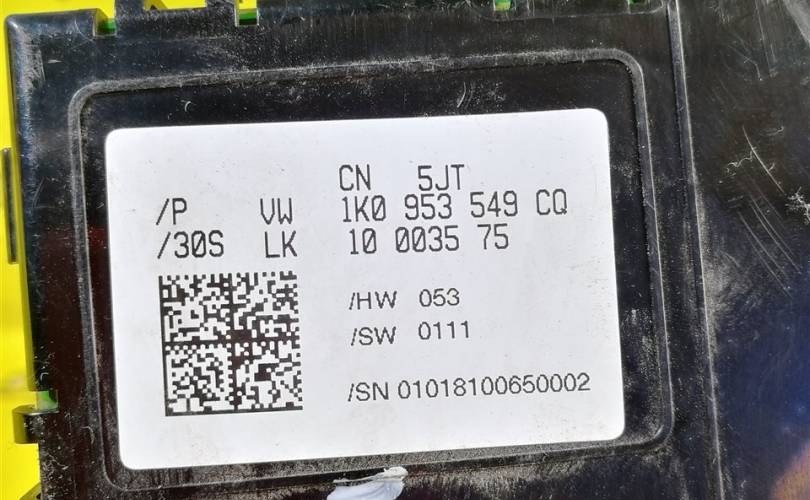 CN 5JT
/P VW 1K0 953 549 CQ
/30S LK 10 0035 75
/HW 053
/SW 0111
/SN 01018100650002